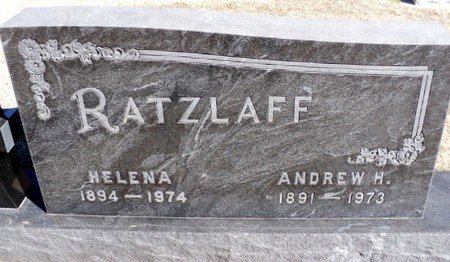 RATZLAFF
HELENA ANDREW H.
1894 — 1974 1891 — 1973